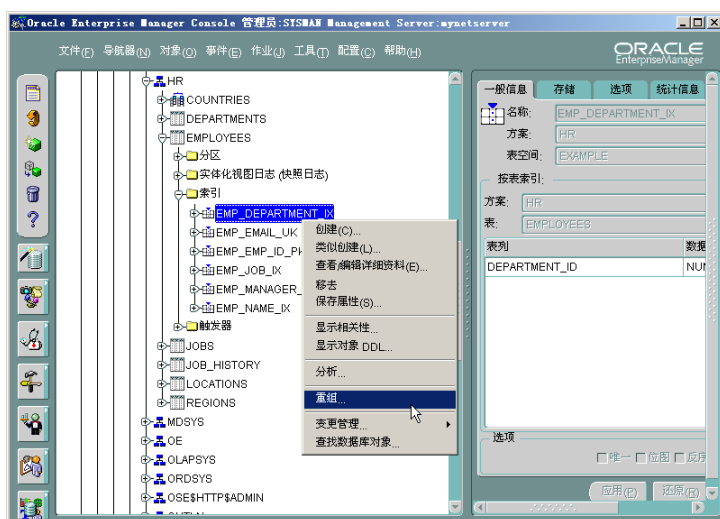 Oracle Enterprise Manager Console 管理员:SYSMAN Management Server:mynetserver
文件(F) 导航器(N) 对象(O) 事件(E) 作业(J) 工具(T) 配置(C) 帮助(H)
ORACLE
EnterpriseManager
HR
COUNTRIES
DEPARTMENTS
EMPLOYEES
分区
实体化视图日志 (快照日志)
索引
EMP_DEPARTMENT_IX
EMP_EMAIL_UK
EMP_EMP_ID_PK
EMP_JOB_IX
EMP_MANAGER_
EMP_NAME_IX
触发器
JOBS
JOB_HISTORY
LOCATIONS
REGIONS
MDSYS
OE
OLAPSYS
ORDSYS
OSE$HTTP$ADMIN
创建(C)...
类似创建(L)...
查看/编辑详细资料(E)...
移去
保存属性(S)...
显示相关性...
显示对象 DDL...
分析...
重组...
变更管理...
查找数据库对象...
一般信息 存储 选项 统计信息
名称: EMP_DEPARTMENT_IX
方案: HR
表空间: EXAMPLE
按表索引:
方案: HR
表: EMPLOYEES
表列 数据
DEPARTMENT_ID NUM
选项
唯一 位图 反序
应用(P) 还原(R)